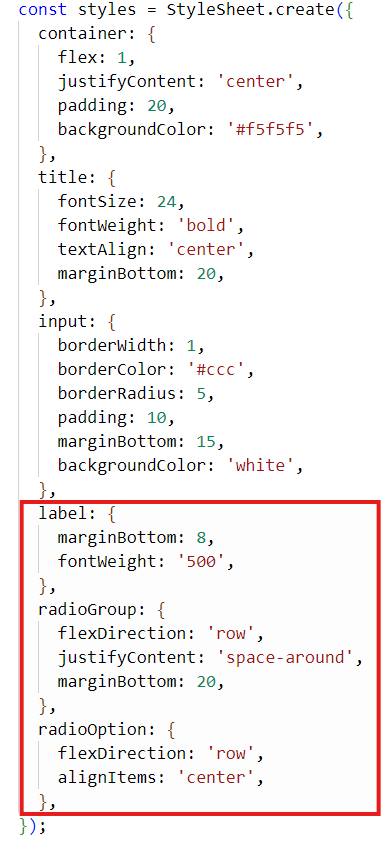 const styles = StyleSheet.create({
  container: {
    flex: 1,
    justifyContent: 'center',
    padding: 20,
    backgroundColor: '#f5f5f5',
  },
  title: {
    fontSize: 24,
    fontWeight: 'bold',
    textAlign: 'center',
    marginBottom: 20,
  },
  input: {
    borderWidth: 1,
    borderColor: '#ccc',
    borderRadius: 5,
    padding: 10,
    marginBottom: 15,
    backgroundColor: 'white',
  },
  label: {
    marginBottom: 8,
    fontWeight: '500',
  },
  radioGroup: {
    flexDirection: 'row',
    justifyContent: 'space-around',
    marginBottom: 20,
  },
  radioOption: {
    flexDirection: 'row',
    alignItems: 'center',
  },
});